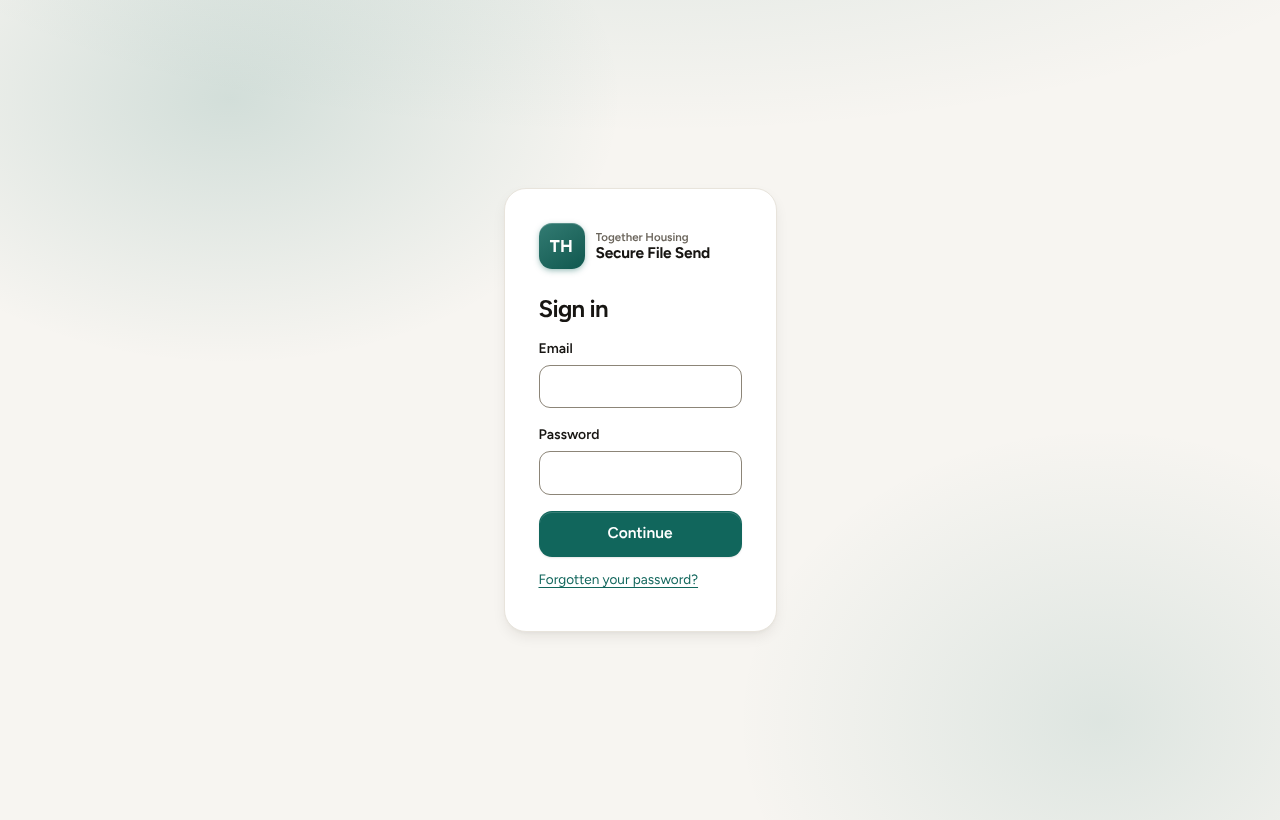 TH
Together Housing
Secure File Send
Sign in
Email
Password
Continue
Forgotten your password?